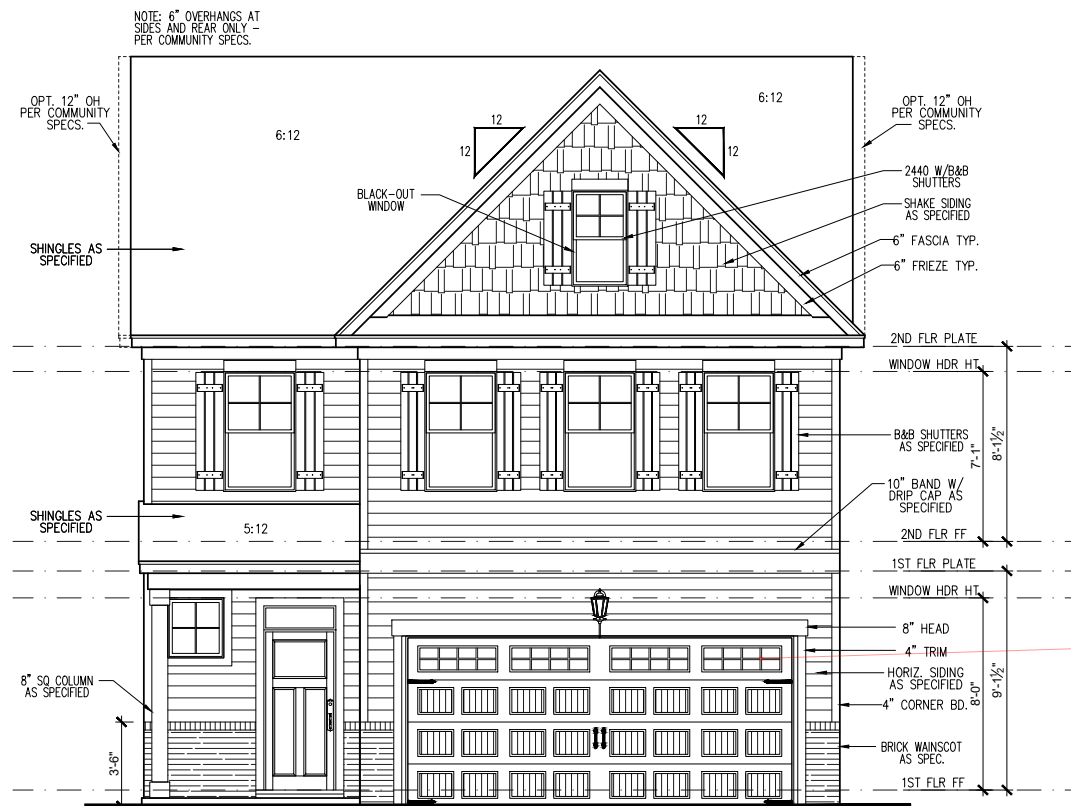 NOTE: 6" OVERHANGS AT
SIDES AND REAR ONLY –
PER COMMUNITY SPECS.
OPT. 12" OH
PER COMMUNITY
SPECS.
6:12
12
12
12
12
6:12
OPT. 12" OH
PER COMMUNITY
SPECS.
BLACK-OUT
WINDOW
2440 W/B&B
SHUTTERS
SHAKE SIDING
AS SPECIFIED
SHINGLES AS
SPECIFIED
6" FASCIA TYP.
6" FRIEZE TYP.
2ND FLR PLATE
WINDOW HDR HT
B&B SHUTTERS
AS SPECIFIED
7'-1"
8'-1½"
10" BAND W/
DRIP CAP AS
SPECIFIED
SHINGLES AS
SPECIFIED
5:12
2ND FLR FF
1ST FLR PLATE
WINDOW HDR HT
8" HEAD
4" TRIM
HORIZ. SIDING
AS SPECIFIED
8'-0"
9'-1½"
8" SQ COLUMN
AS SPECIFIED
4" CORNER BD.
3'-6"
BRICK WAINSCOT
AS SPEC.
1ST FLR FF